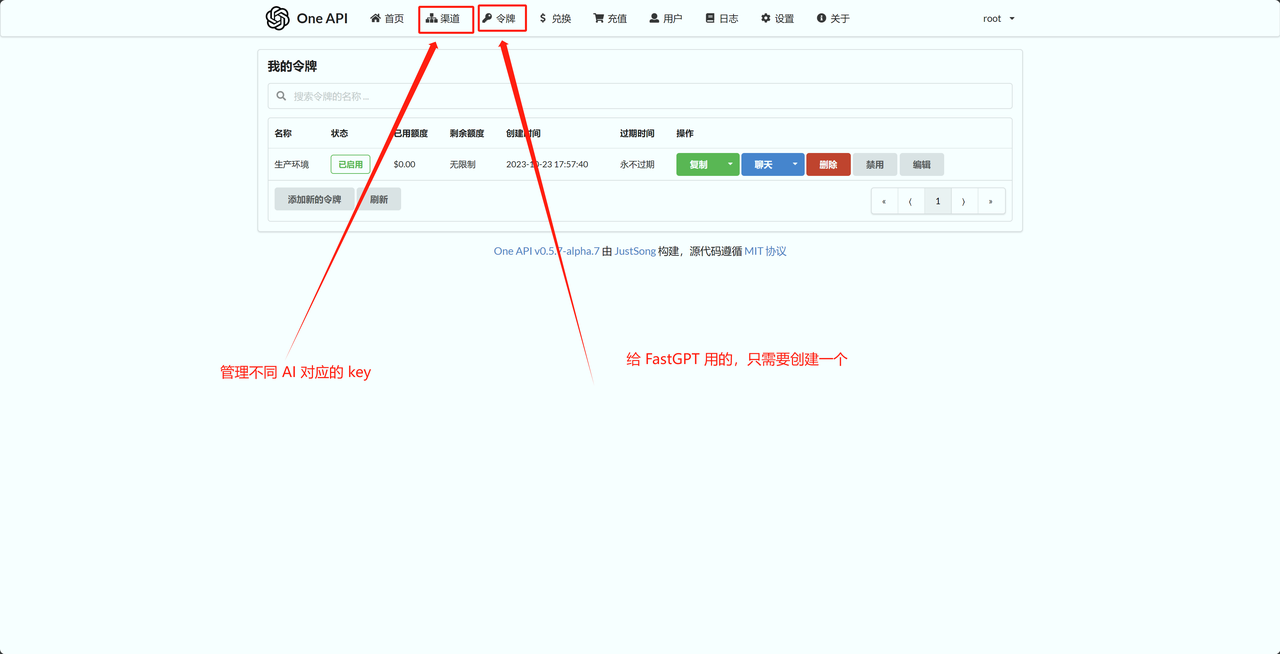 One API 首页 渠道 令牌 兑换 充值 用户 日志 设置 关于 root
我的令牌
搜索令牌的名称 ...
名称 状态 已用额度 剩余额度 创建时间 过期时间 操作
生产环境 已启用 $0.00 无限制 2023-10-23 17:57:40 永不过期 复制 聊天 删除 禁用 编辑
添加新的令牌 刷新 « ⟨ 1 ⟩ »
One API v0.5.7-alpha.7 由 JustSong 构建，源代码遵循 MIT 协议
给 FastGPT 用的，只需要创建一个
管理不同 AI 对应的 key